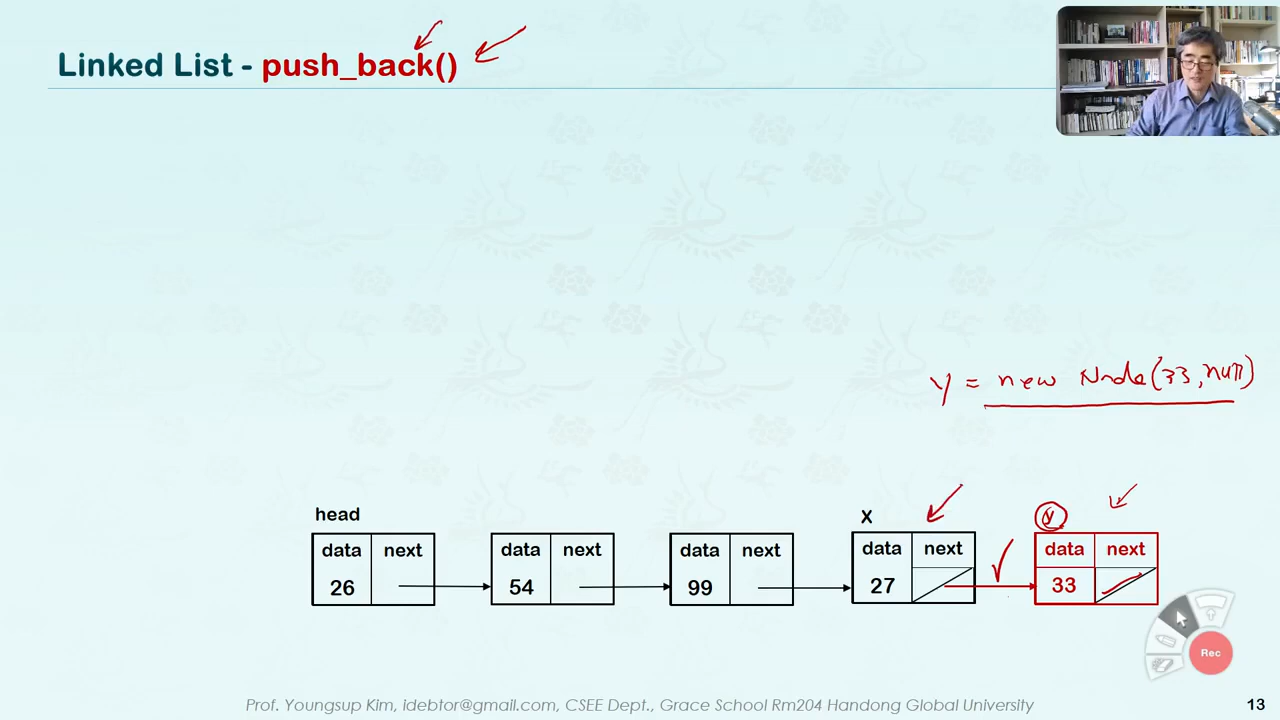 Linked List - push_back()
y = new Node(33, null)
head
x
y
data next
26
data next
54
data next
99
data next
27
data next
33
Rec
Prof. Youngsup Kim, idebtor@gmail.com, CSEE Dept., Grace School Rm204 Handong Global University
13